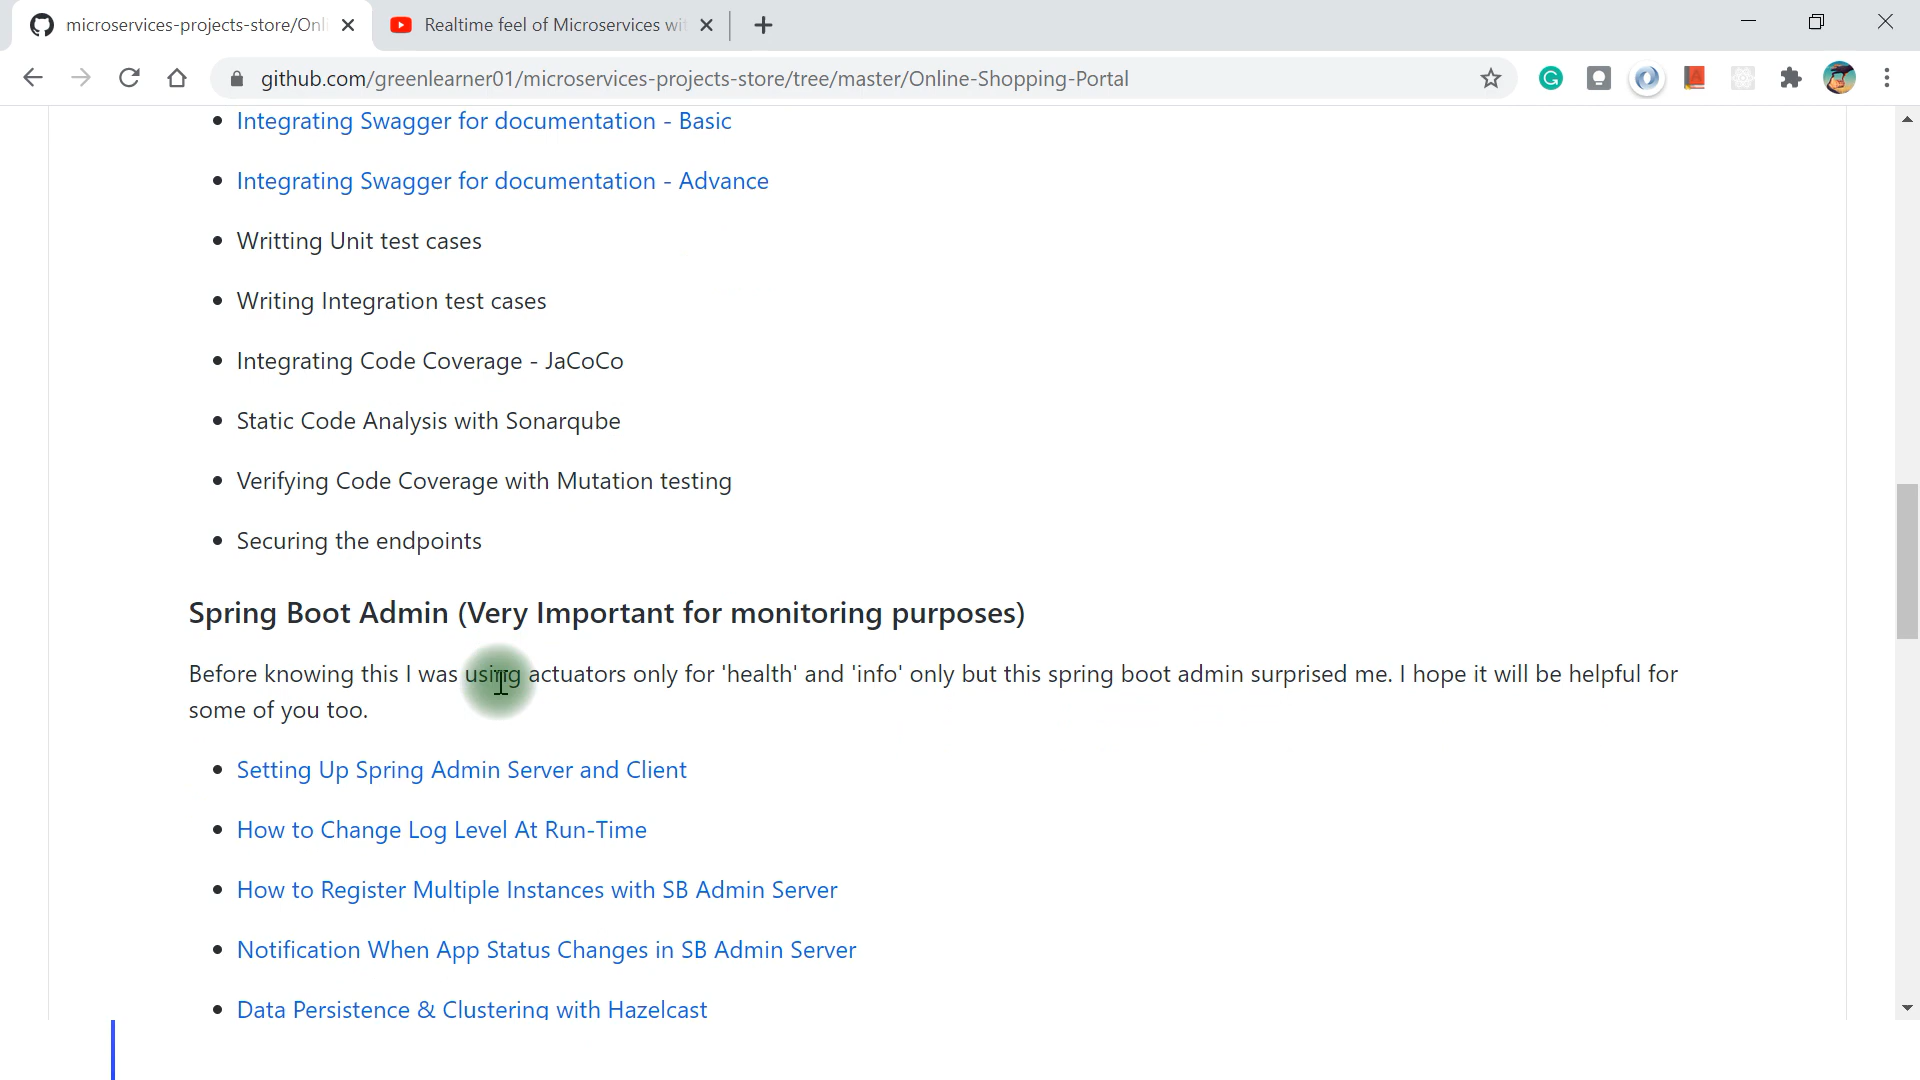 microservices-projects-store/Onli
Realtime feel of Microservices wit
github.com/greenlearner01/microservices-projects-store/tree/master/Online-Shopping-Portal
Integrating Swagger for documentation - Basic
Integrating Swagger for documentation - Advance
Writting Unit test cases
Writing Integration test cases
Integrating Code Coverage - JaCoCo
Static Code Analysis with Sonarqube
Verifying Code Coverage with Mutation testing
Securing the endpoints
Spring Boot Admin (Very Important for monitoring purposes)
Before knowing this I was using actuators only for 'health' and 'info' only but this spring boot admin surprised me. I hope it will be helpful for
some of you too.
Setting Up Spring Admin Server and Client
How to Change Log Level At Run-Time
How to Register Multiple Instances with SB Admin Server
Notification When App Status Changes in SB Admin Server
Data Persistence & Clustering with Hazelcast